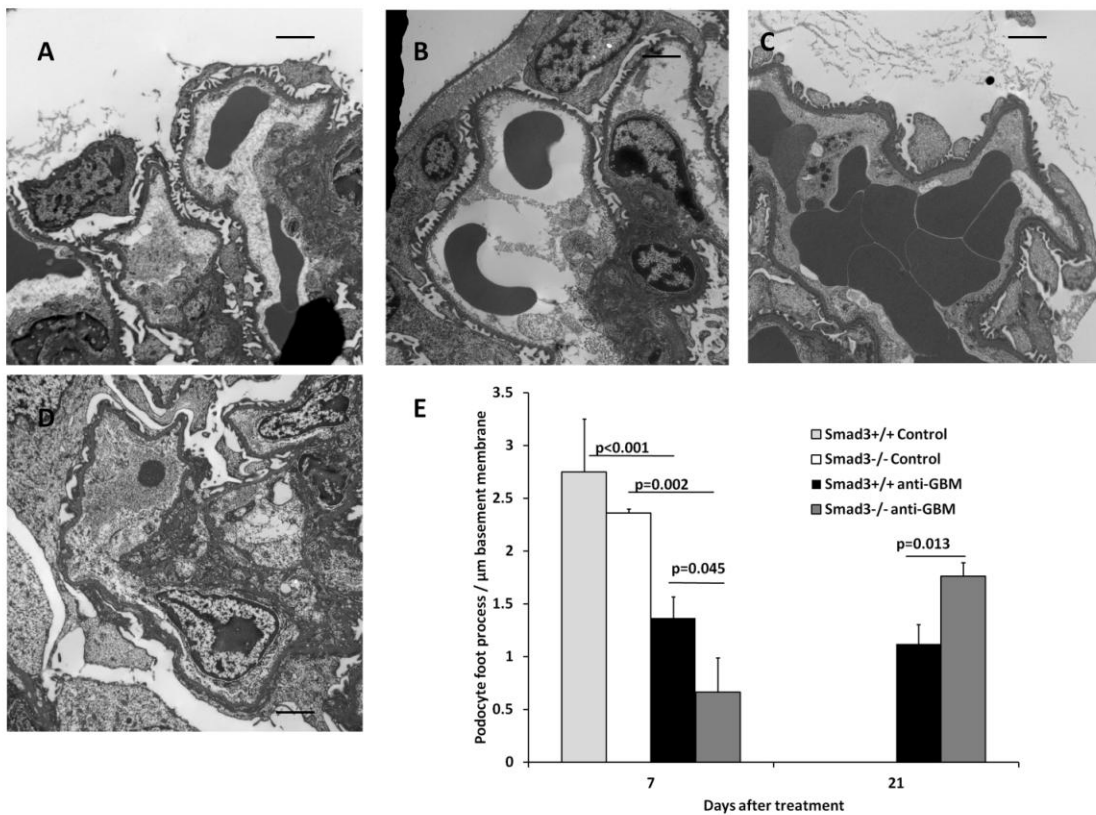 A
B
C
D
E
3.5
3
2.5
2
1.5
1
0.5
0
Podocyte foot process / µm basement membrane
p<0.001
p=0.002
p=0.045
p=0.013
Smad3+/+ Control
Smad3-/- Control
Smad3+/+ anti-GBM
Smad3-/- anti-GBM
7
21
Days after treatment